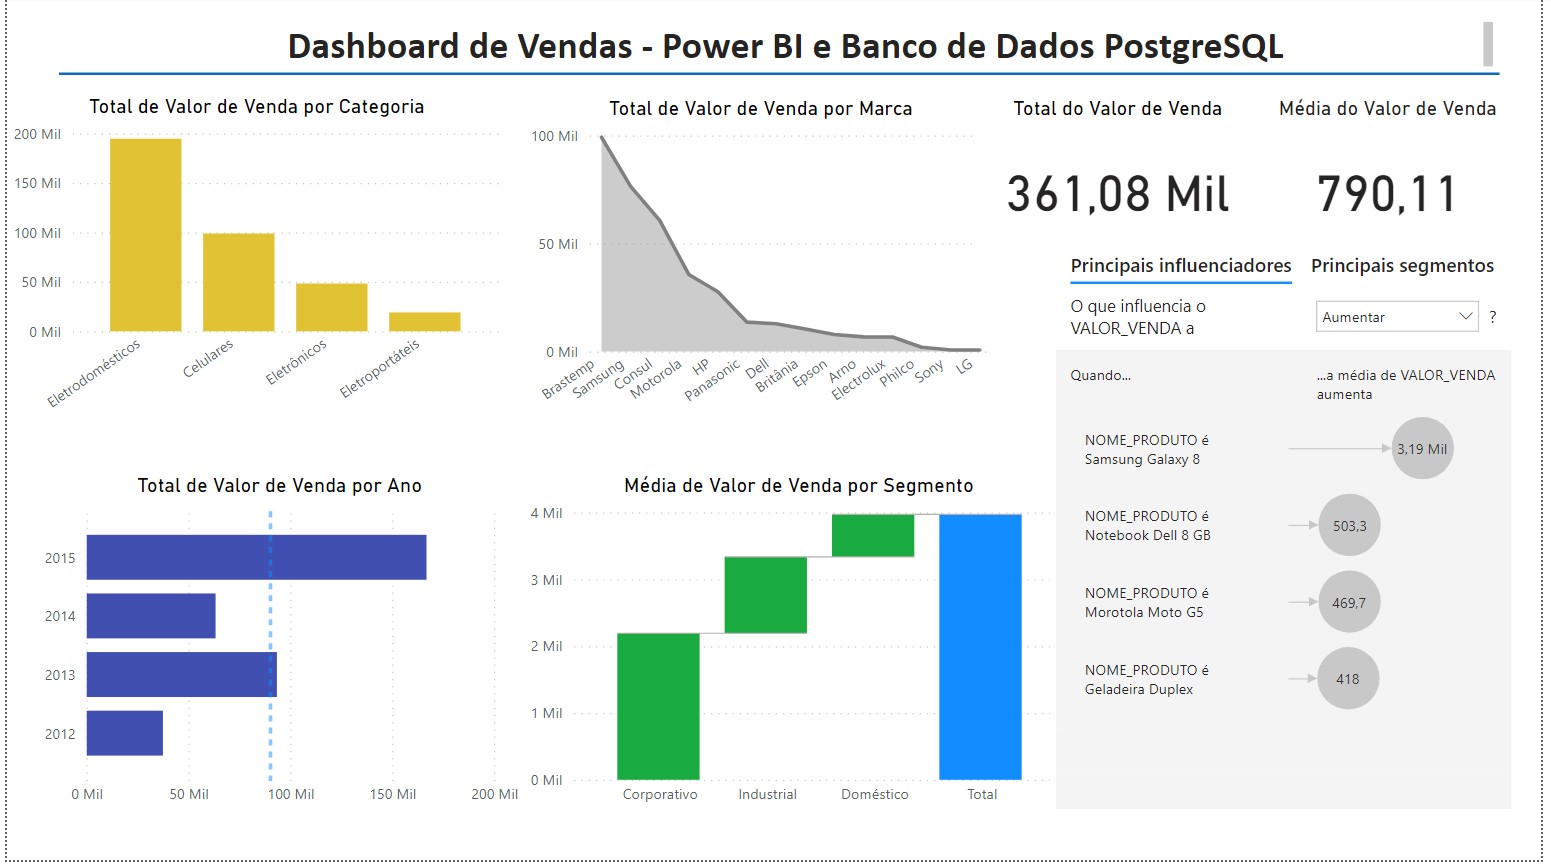 Dashboard de Vendas - Power BI e Banco de Dados PostgreSQL
Total de Valor de Venda por Categoria
200 Mil
150 Mil
100 Mil
50 Mil
0 Mil
Eletrodomésticos
Celulares
Eletrônicos
Eletroportáteis
Total de Valor de Venda por Marca
100 Mil
50 Mil
0 Mil
Brastemp
Samsung
Consul
Motorola
HP
Panasonic
Dell
Britânia
Epson
Arno
Electrolux
Philco
Sony
LG
Total do Valor de Venda
361,08 Mil
Média do Valor de Venda
790,11
Principais influenciadores
Principais segmentos
O que influencia o
VALOR_VENDA a
Aumentar
?
Quando...
...a média de VALOR_VENDA
aumenta
NOME_PRODUTO é
Samsung Galaxy 8
3,19 Mil
NOME_PRODUTO é
Notebook Dell 8 GB
503,3
NOME_PRODUTO é
Morotola Moto G5
469,7
NOME_PRODUTO é
Geladeira Duplex
418
Total de Valor de Venda por Ano
2015
2014
2013
2012
0 Mil
50 Mil
100 Mil
150 Mil
200 Mil
Média de Valor de Venda por Segmento
4 Mil
3 Mil
2 Mil
1 Mil
0 Mil
Corporativo
Industrial
Doméstico
Total